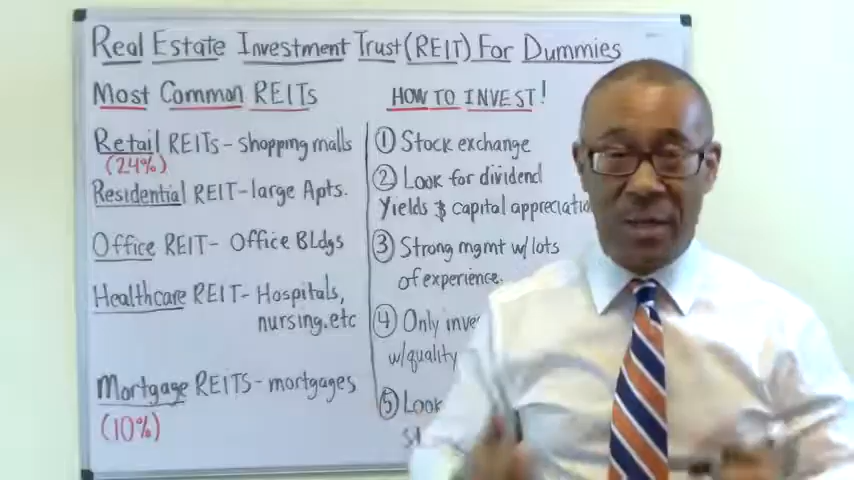 Real Estate Investment Trust (REIT) For Dummies
Most Common REITs
Retail REITs - shopping malls
(24%)
Residential REIT - large Apts.
Office REIT - Office BLdgs
Healthcare REIT - Hospitals,
nursing.etc
Mortgage REITS - mortgages
(10%)
HOW TO INVEST!
① Stock exchange
② Look for dividend
Yields & capital appreciatio
③ Strong mgmt w/ lots
of experience.
④ Only
w/quality
⑤ Look